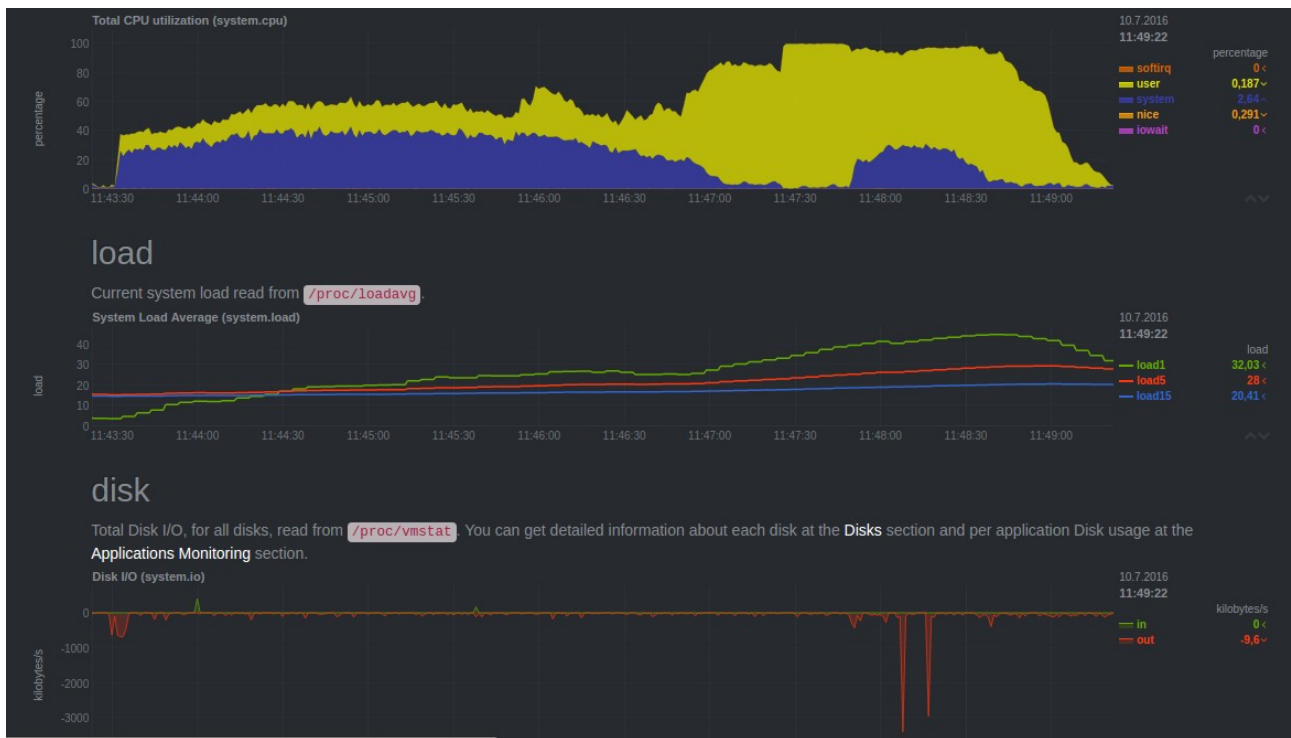 Total CPU utilization (system.cpu)
10.7.2016
11:49:22
percentage
percentage
100
80
60
40
20
0
softirq 0
user 0,187
system 2,64
nice 0,291
iowait 0
11:43:30 11:44:00 11:44:30 11:45:00 11:45:30 11:46:00 11:46:30 11:47:00 11:47:30 11:48:00 11:48:30 11:49:00
load
Current system load read from /proc/loadavg.
System Load Average (system.load)
10.7.2016
11:49:22
load
load
40
30
20
10
0
load1 32,03
load5 28
load15 20,41
11:43:30 11:44:00 11:44:30 11:45:00 11:45:30 11:46:00 11:46:30 11:47:00 11:47:30 11:48:00 11:48:30 11:49:00
disk
Total Disk I/O, for all disks, read from /proc/vmstat. You can get detailed information about each disk at the Disks section and per application Disk usage at the
Applications Monitoring section.
Disk I/O (system.io)
10.7.2016
11:49:22
kilobytes/s
kilobytes/s
0
-1000
-2000
-3000
in 0
out -9,6